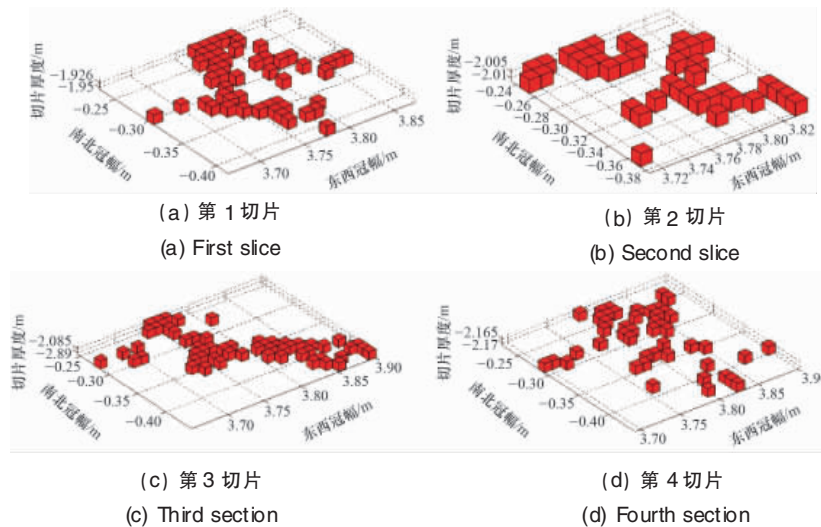 切片厚度/m
-1.926
-1.95
-0.25
-0.30
-0.35
-0.40
南北冠幅/m
3.70
3.75
3.80
3.85
东西冠幅/m
(a) 第 1 切片
(a) First slice
切片厚度/m
-2.005
-2.01
-0.24
-0.26
-0.28
-0.30
-0.32
-0.34
-0.36
-0.38
南北冠幅/m
3.72
3.74
3.76
3.78
3.80
3.82
东西冠幅/m
(b) 第 2 切片
(b) Second slice
切片厚度/m
-2.085
-2.89
-0.25
-0.30
-0.35
-0.40
南北冠幅/m
3.70
3.75
3.80
3.85
3.90
东西冠幅/m
(c) 第 3 切片
(c) Third section
切片厚度/m
-2.165
-2.17
-0.25
-0.30
-0.35
-0.40
南北冠幅/m
3.70
3.75
3.80
3.85
3.9
东西冠幅/m
(d) 第 4 切片
(d) Fourth section